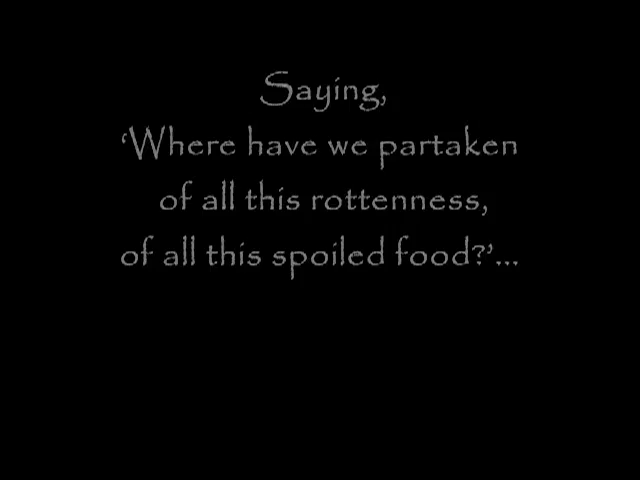 Saying,
‘Where have we partaken
of all this rottenness,
of all this spoiled food?’...